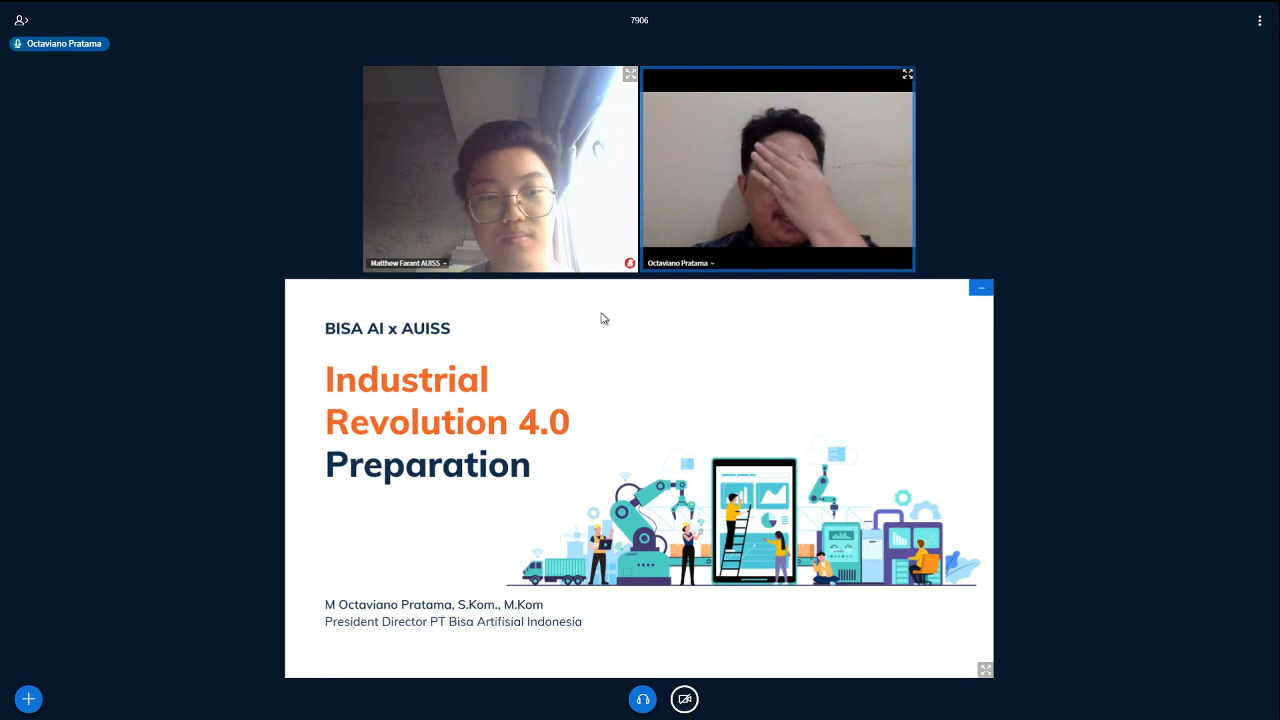 7906
Octaviano Pratama
Matthew Farant AUISS
Octaviano Pratama
BISA AI x AUISS
Industrial
Revolution 4.0
Preparation
M Octaviano Pratama, S.Kom., M.Kom
President Director PT Bisa Artifisial Indonesia